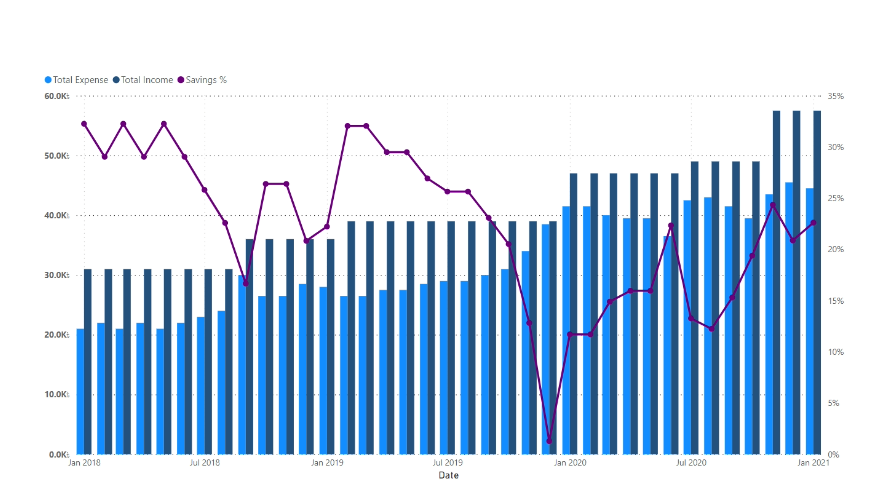 Total Expense Total Income Savings %
60.0K 35%
50.0K 30%
25%
40.0K
20%
30.0K
15%
20.0K
10%
10.0K
5%
0.0K 0%
Jan 2018 Jul 2018 Jan 2019 Jul 2019 Jan 2020 Jul 2020 Jan 2021
Date